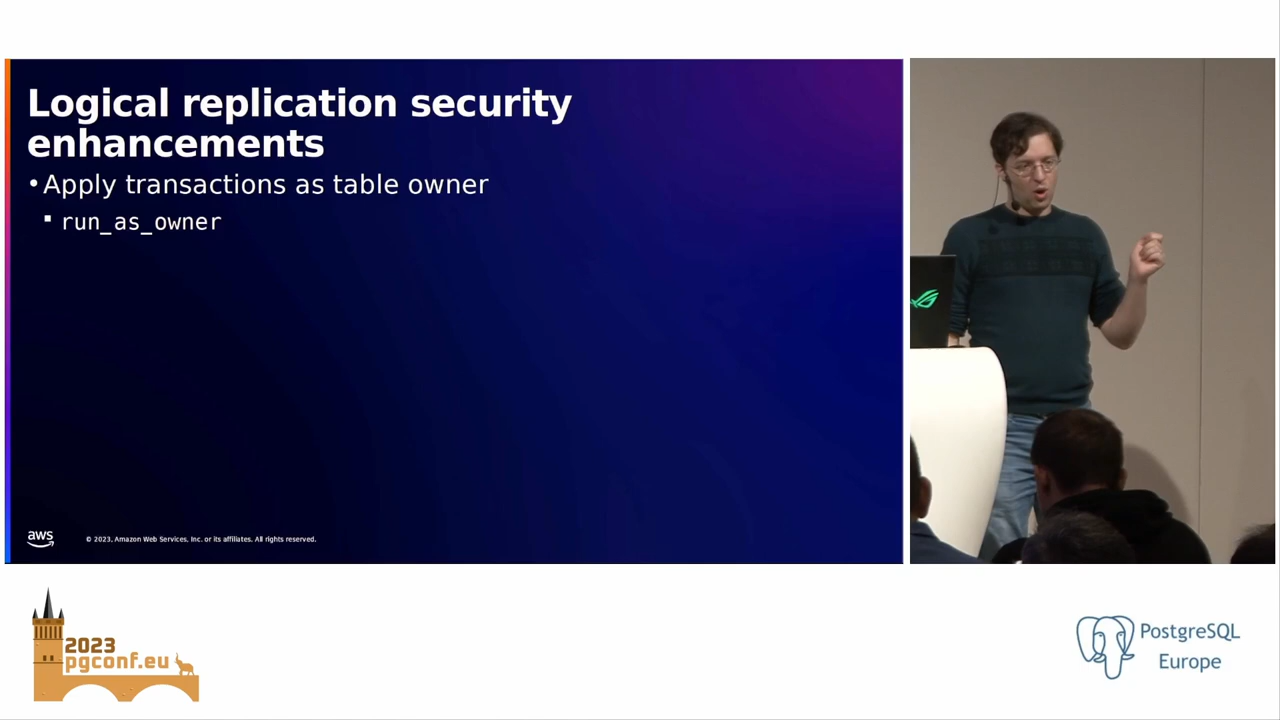 Logical replication security
enhancements
•Apply transactions as table owner
▪ run_as_owner
aws
© 2023, Amazon Web Services, Inc. or its affiliates. All rights reserved.
2023
pgconf.eu
PostgreSQL
Europe